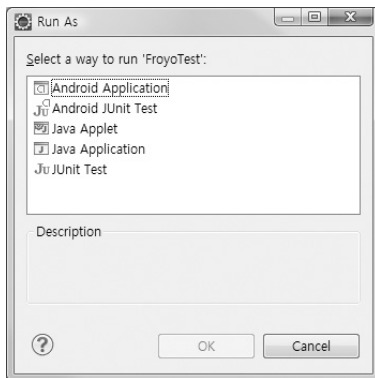 Run As
Select a way to run 'FroyoTest':
Android Application
Android JUnit Test
Java Applet
Java Application
JUnit Test
Description
OK
Cancel